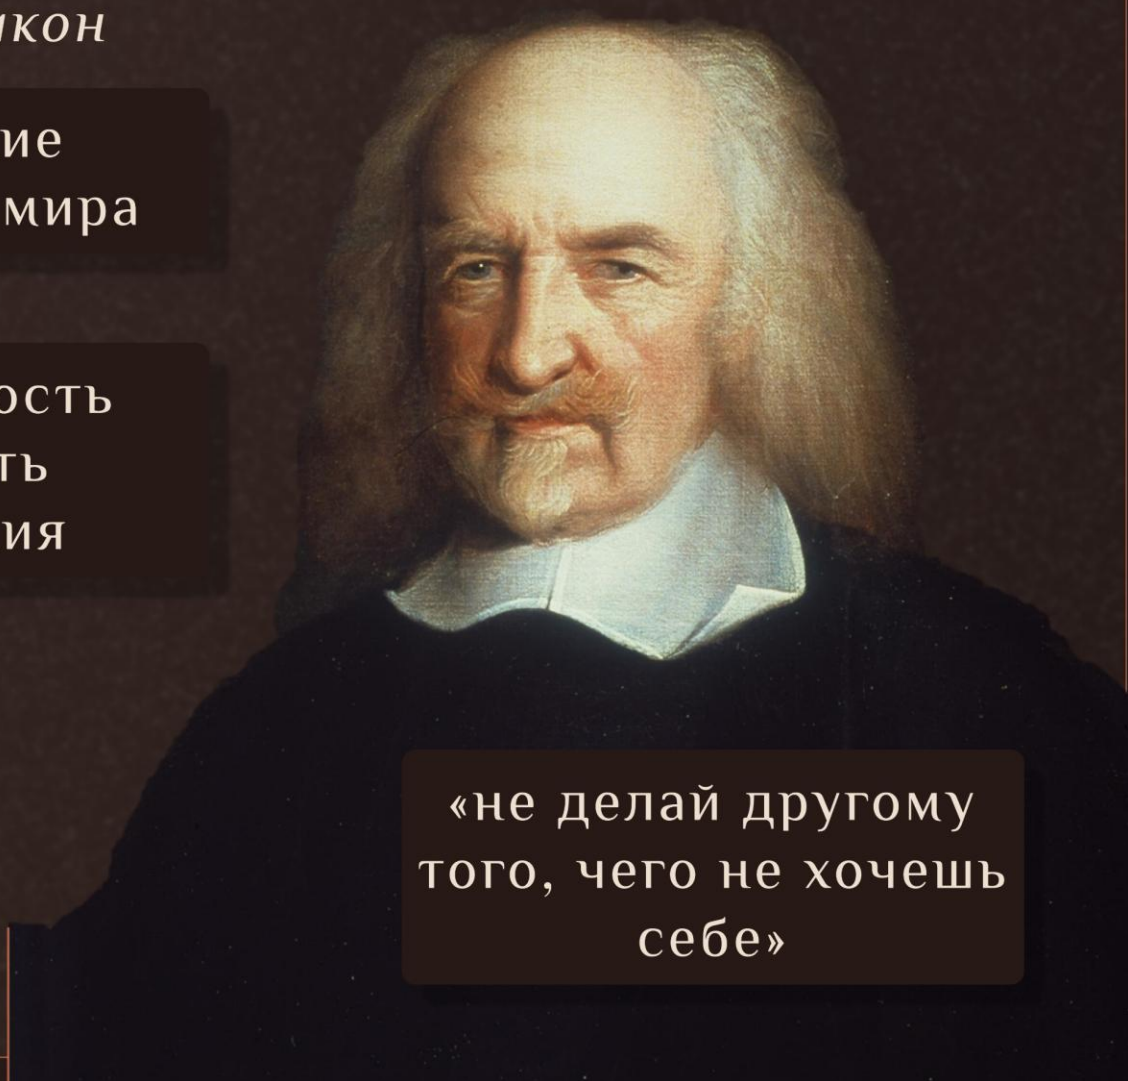 кон
ие
мира
ость
ть
ия
«не делай другому
того, чего не хочешь
себе»